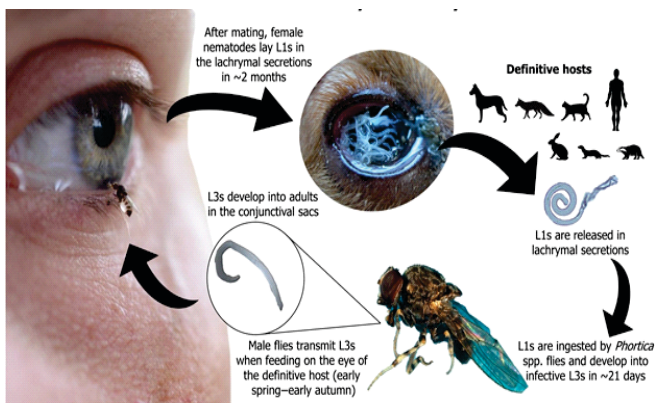 After mating, female
nematodes lay L1s in
the lachrymal secretions
in ~2 months
Definitive hosts
L1s are released in
lachrymal secretions
L1s are ingested by Phortica
spp. flies and develop into
infective L3s in ~21 days
Male flies transmit L3s
when feeding on the eye of
the definitive host (early
spring–early autumn)
L3s develop into adults
in the conjunctival sacs